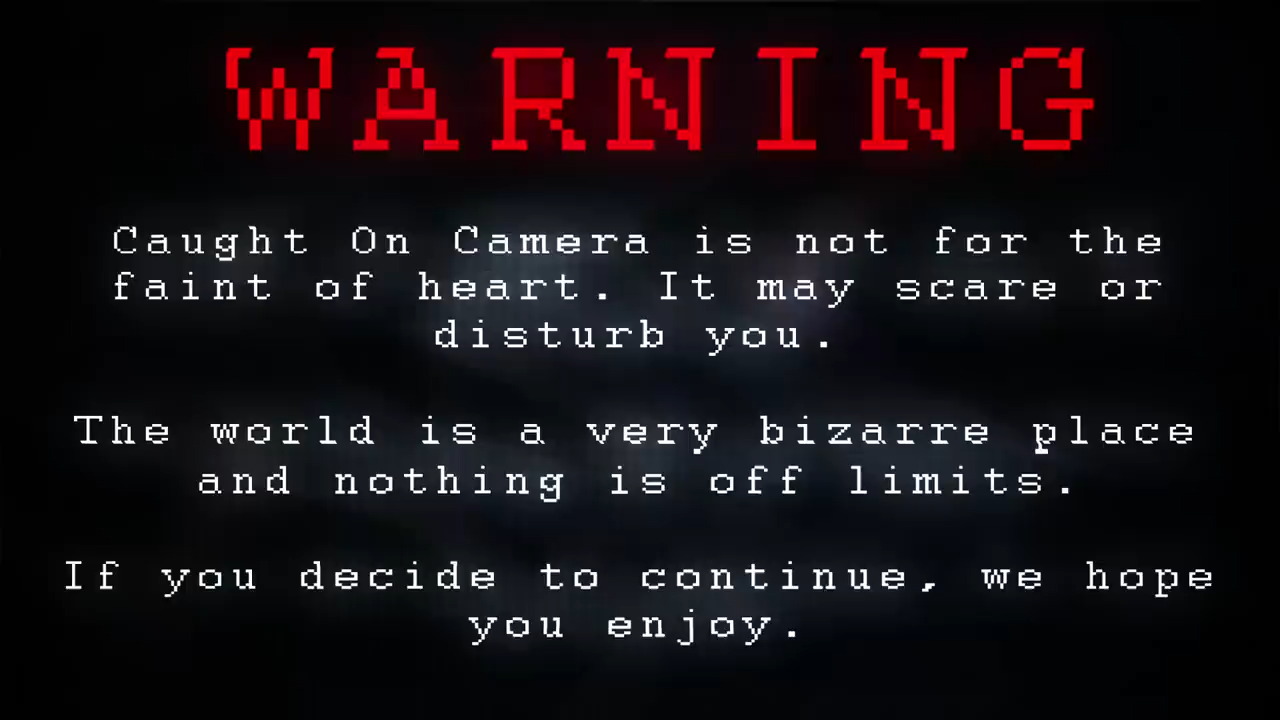 WARNING
Caught On Camera is not for the
faint of heart. It may scare or
disturb you.
The world is a very bizarre place
and nothing is off limits.
If you decide to continue, we hope
you enjoy.